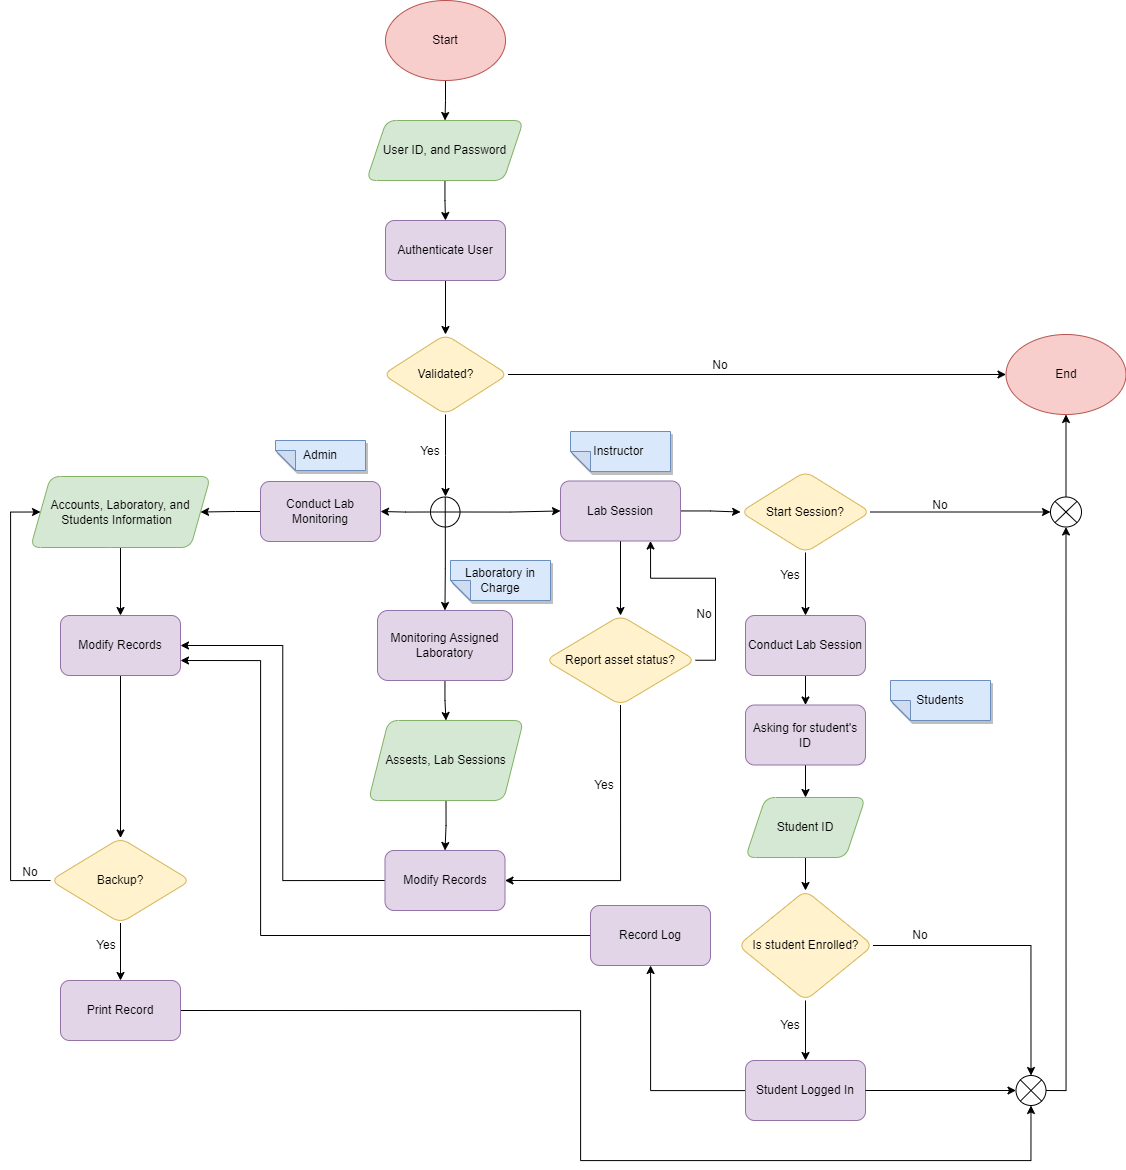 Start
User ID, and Password
Authenticate User
Validated?
No
End
Yes
Admin
Instructor
Accounts, Laboratory, and
Students Information
Conduct Lab
Monitoring
Lab Session
Start Session?
No
Laboratory in
Charge
Yes
No
Modify Records
Monitoring Assigned
Laboratory
Report asset status?
Conduct Lab Session
Students
Asking for student's
ID
Assests, Lab Sessions
Yes
Student ID
No
Backup?
Modify Records
Yes
Record Log
Is student Enrolled?
No
Print Record
Yes
Student Logged In